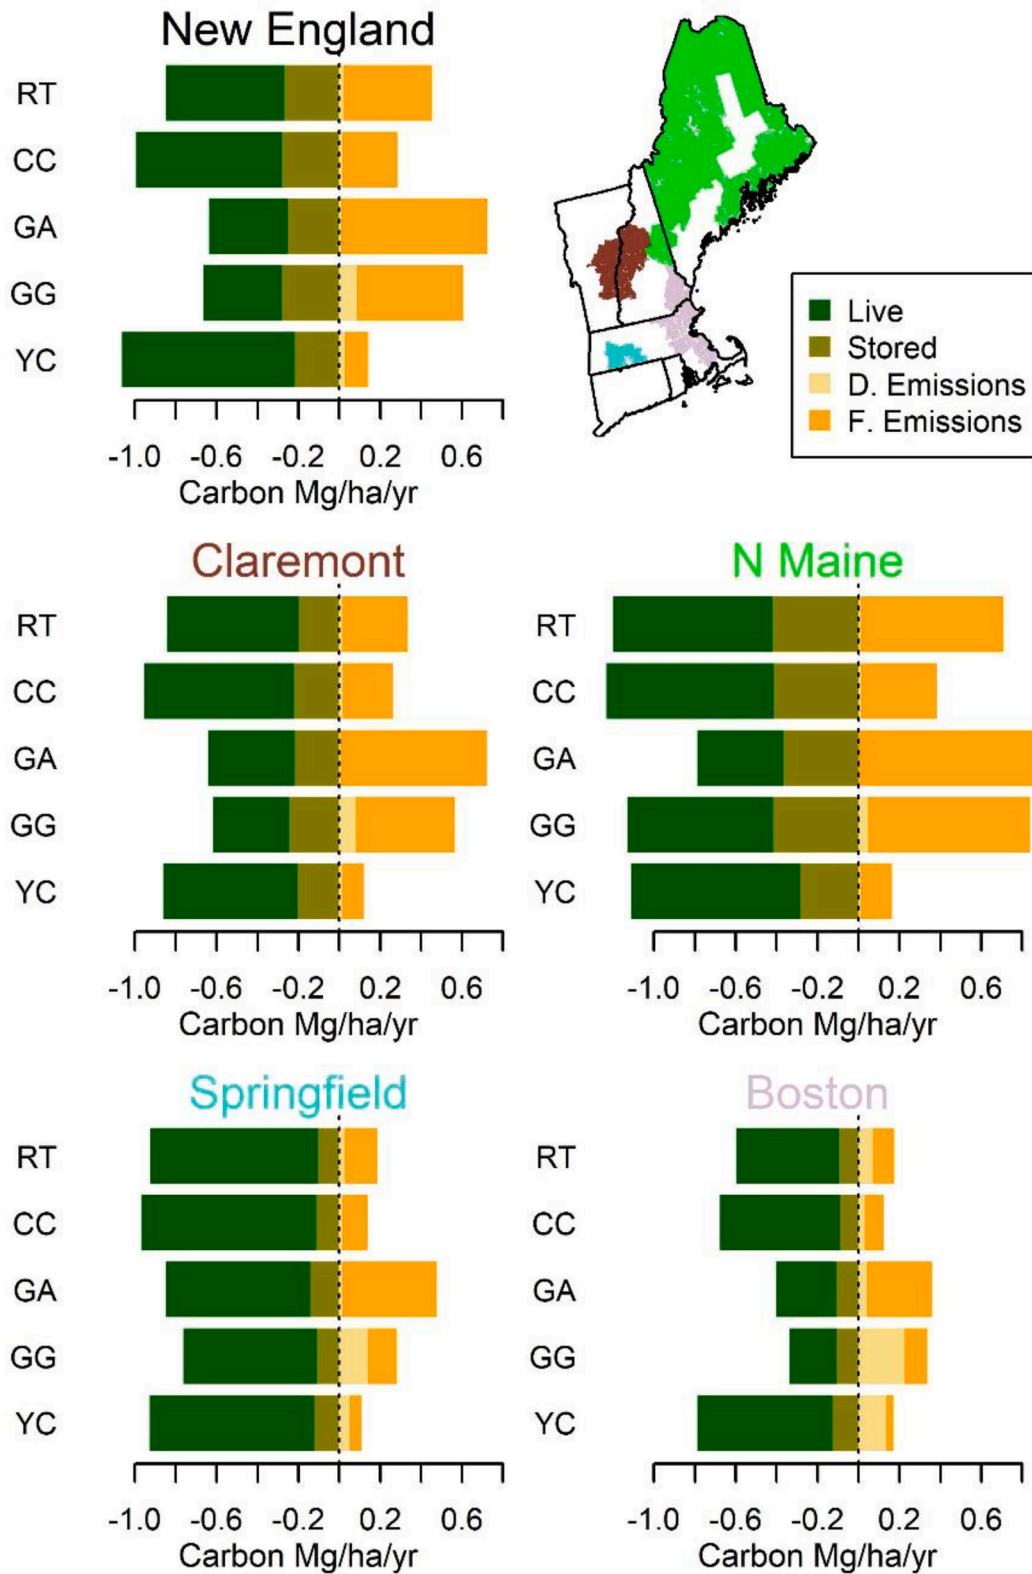 New England
RT
CC
GA
GG
YC
-1.0 -0.6 -0.2 0.2 0.6
Carbon Mg/ha/yr
Live
Stored
D. Emissions
F. Emissions
Claremont
RT
CC
GA
GG
YC
-1.0 -0.6 -0.2 0.2 0.6
Carbon Mg/ha/yr
N Maine
RT
CC
GA
GG
YC
-1.0 -0.6 -0.2 0.2 0.6
Carbon Mg/ha/yr
Springfield
RT
CC
GA
GG
YC
-1.0 -0.6 -0.2 0.2 0.6
Carbon Mg/ha/yr
Boston
RT
CC
GA
GG
YC
-1.0 -0.6 -0.2 0.2 0.6
Carbon Mg/ha/yr